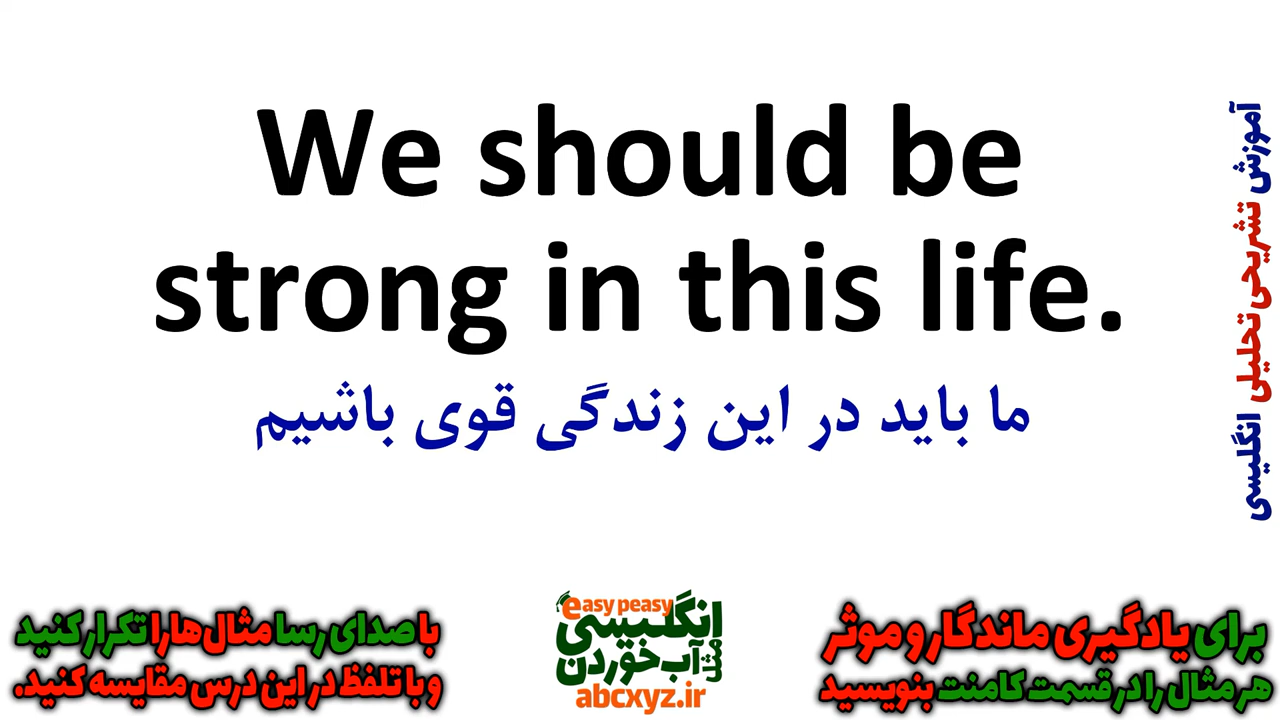 We should be
strong in this life.
ما باید در این زندگی قوی باشیم
آموزش تشریحی تحلیلی انگلیسی
برای یادگیری ماندگار و موثر
هر مثال را در قسمت کامنت بنویسید
easy peasy
انگلیسی
مثل آب خوردن
abcxyz.ir
با صدای رسا مثال‌ها را تکرار کنید
و با تلفظ در این درس مقایسه کنید.